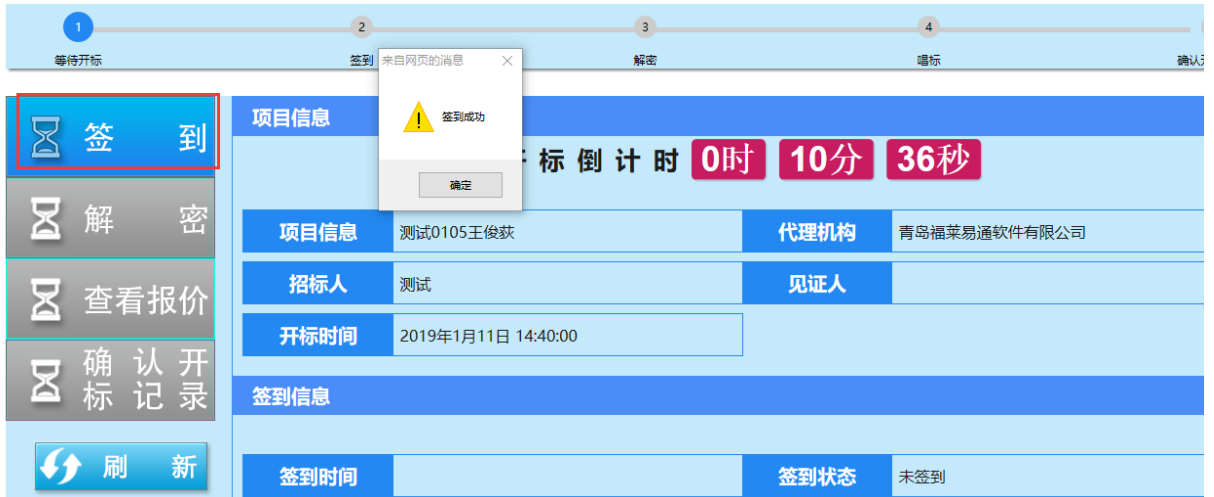 1
2
3
4
等待开标
签到
解密
唱标
来自网页的消息
签成功
确定
签 到
解 密
查看报价
确 认 开
标 记 录
刷 新
项目信息
标 倒 计 时 0时 10分 36秒
项目信息 测试0105王俊荻 代理机构 青岛福莱易通软件有限公司
招标人 测试 见证人
开标时间 2019年1月11日 14:40:00
签到信息
签到时间 签到状态 未签到